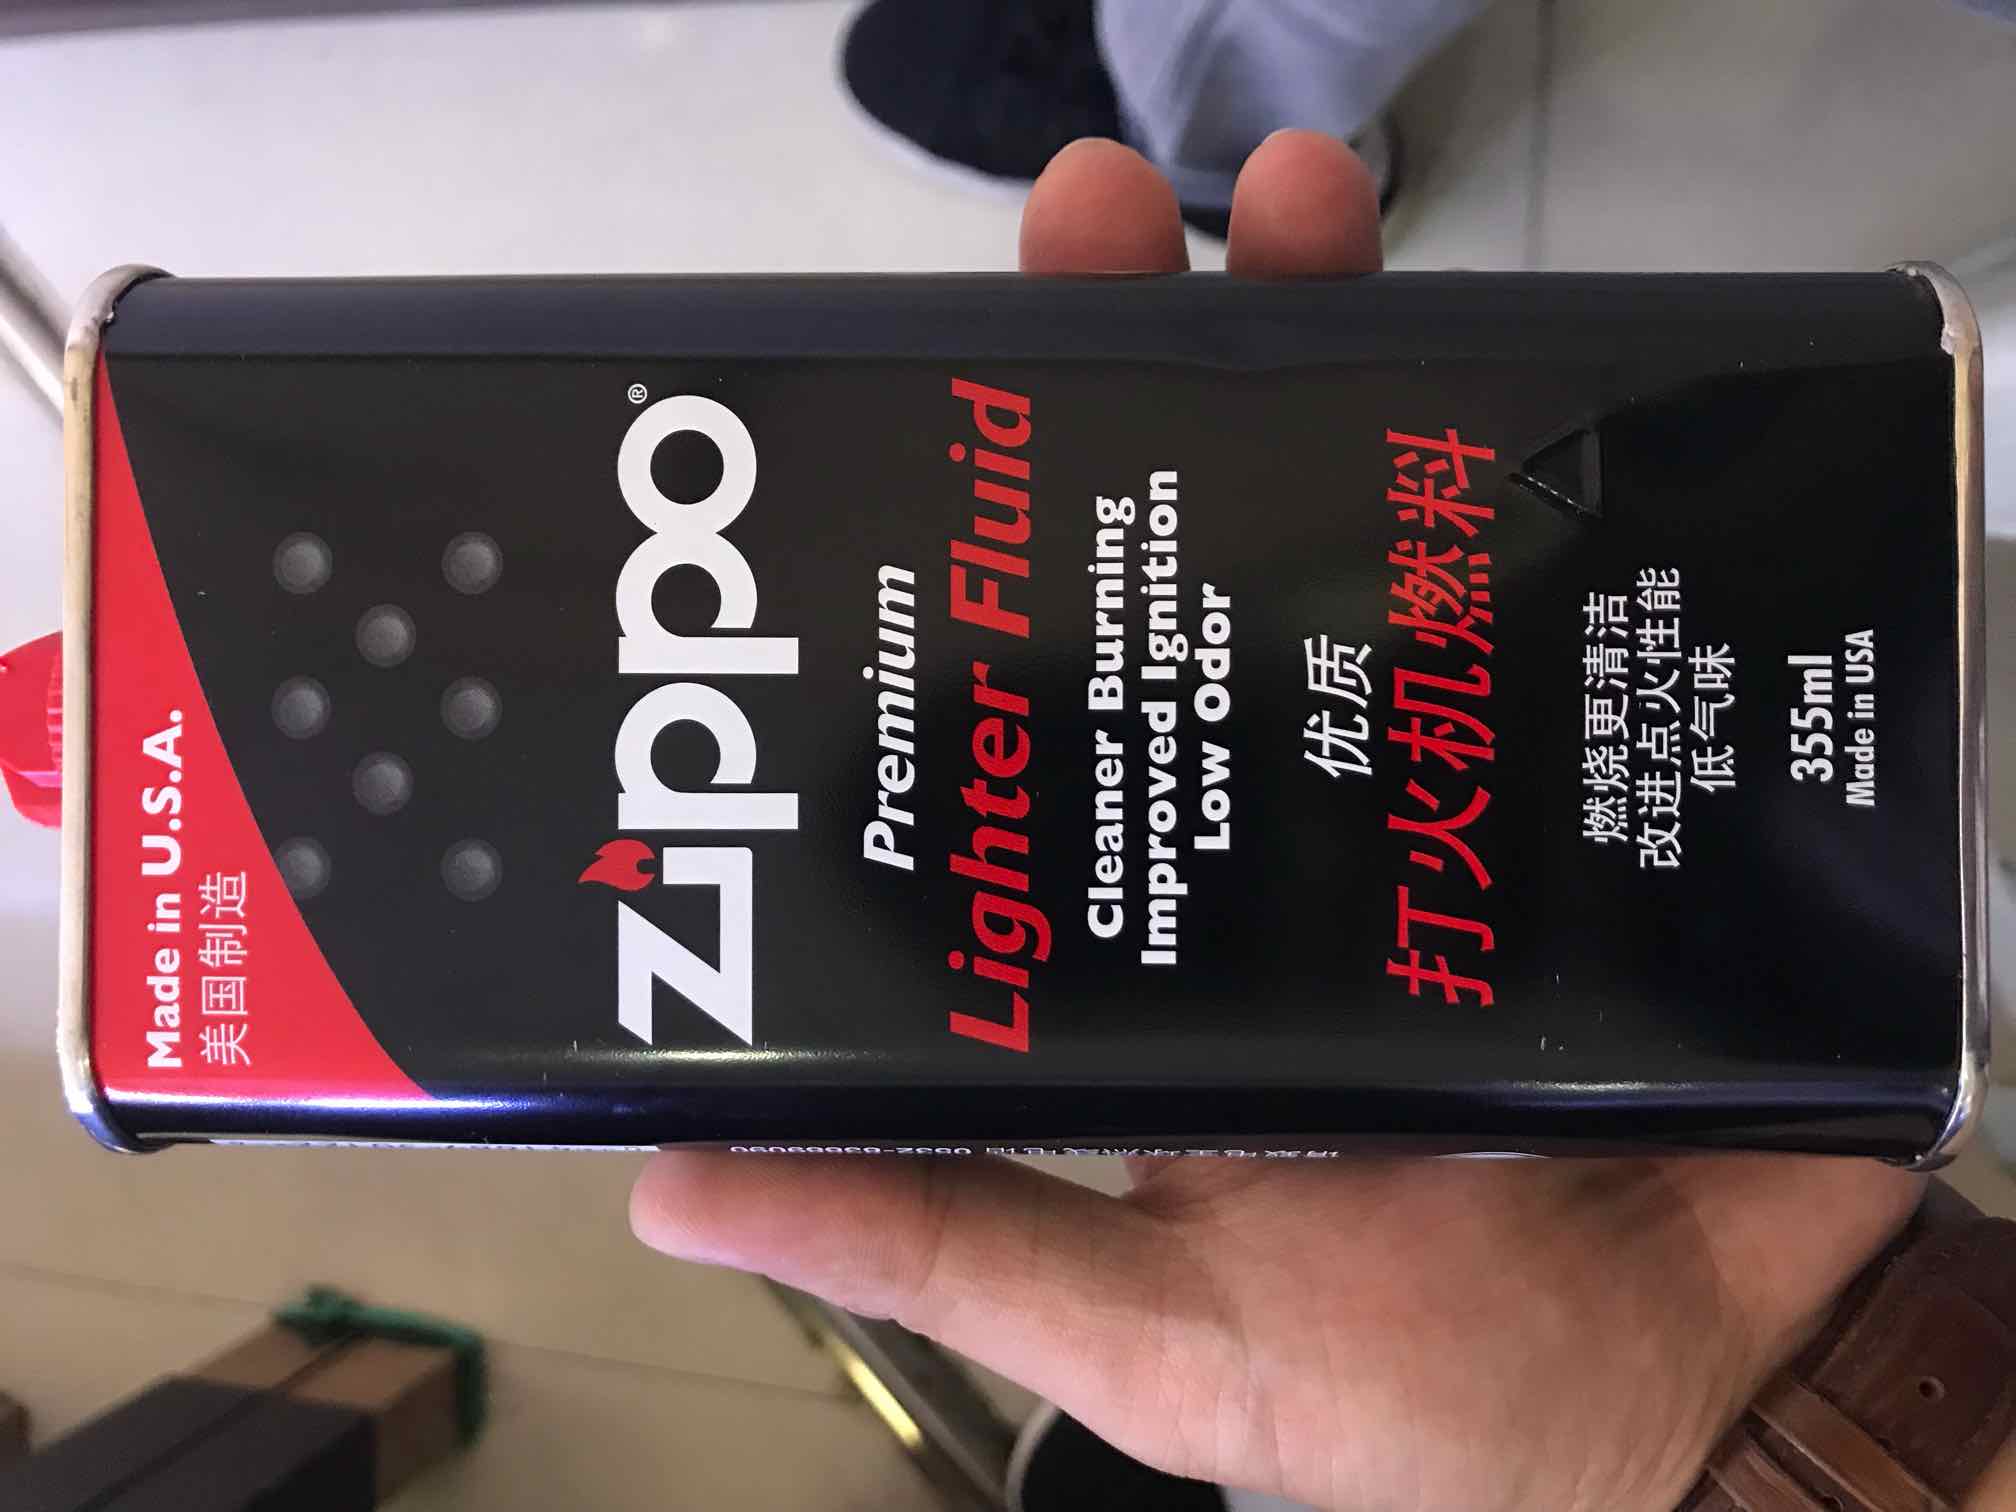 Made in U.S.A.
美国制造
zippo®
Premium
Lighter Fluid
Cleaner Burning
Improved Ignition
Low Odor
优质
打火机燃料
燃烧更清洁
改进点火性能
低气味
355ml
Made in USA